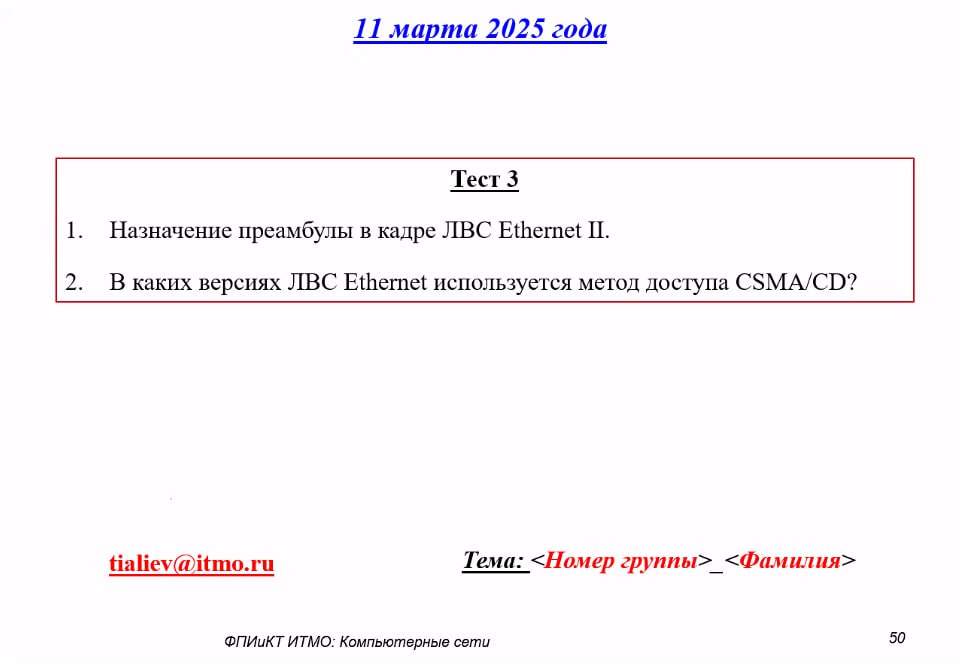 11 марта 2025 года
Тест 3
1. Назначение преамбулы в кадре ЛВС Ethernet II.
2. В каких версиях ЛВС Ethernet используется метод доступа CSMA/CD?
tialiev@itmo.ru
Тема: <Номер группы>_<Фамилия>
ФПИиКТ ИТМО: Компьютерные сети
50